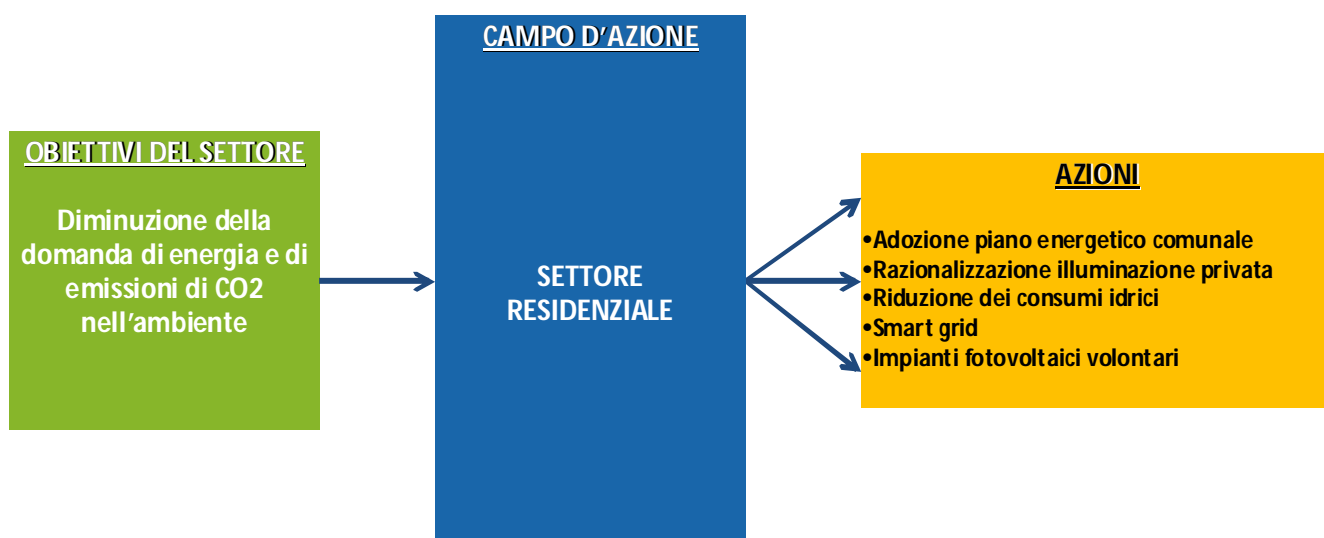 OBIETTIVI DEL SETTORE
Diminuzione della
domanda di energia e di
emissioni di CO2
nell'ambiente
CAMPO D'AZIONE
SETTORE
RESIDENZIALE
AZIONI
•Adozione piano energetico comunale
•Razionalizzazione illuminazione privata
•Riduzione dei consumi idrici
•Smart grid
•Impianti fotovoltaici volontari